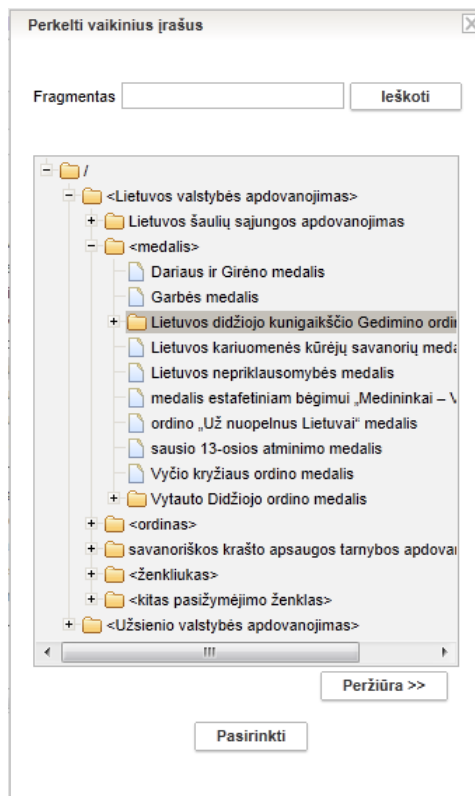 Perkelti vaikinius įrašus
Fragmentas
Ieškoti
/
<Lietuvos valstybės apdovanojimas>
Lietuvos šaulių sąjungos apdovanojimas
<medalis>
Dariaus ir Girėno medalis
Garbės medalis
Lietuvos didžiojo kunigaikščio Gedimino ordin
Lietuvos kariuomenės kūrėjų savanorių meda
Lietuvos nepriklausomybės medalis
medalis estafetiniam bėgimui „Medininkai – V
ordino „Už nuopelnus Lietuvai“ medalis
sausio 13-osios atminimo medalis
Vyčio kryžiaus ordino medalis
Vytauto Didžiojo ordino medalis
<ordinas>
savanoriškos krašto apsaugos tarnybos apdovar
<ženkliukas>
<kitas pasižymėjimo ženklas>
<Užsienio valstybės apdovanojimas>
Peržiūra >>
Pasirinkti